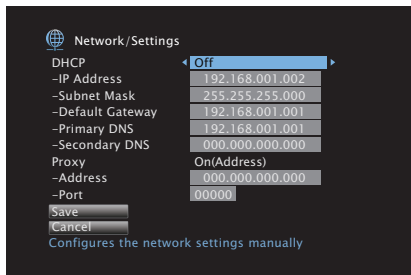 Network/Settings
DHCP Off
–IP Address 192.168.001.002
–Subnet Mask 255.255.255.000
–Default Gateway 192.168.001.001
–Primary DNS 192.168.001.001
–Secondary DNS 000.000.000.000
Proxy On(Address)
–Address 000.000.000.000
–Port 00000
Save
Cancel
Configures the network settings manually